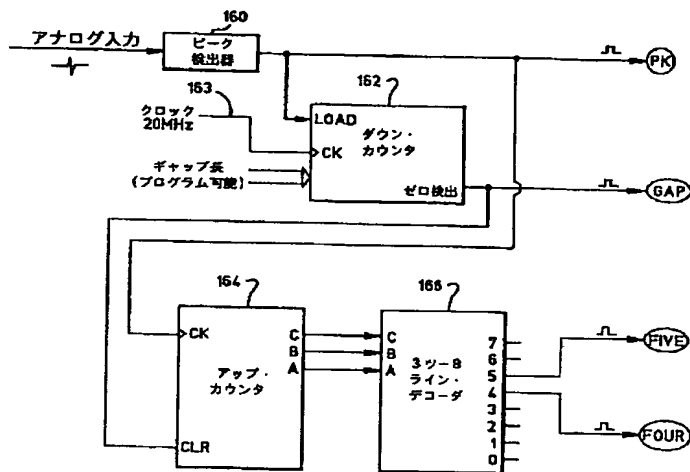 160
アナログ入力
ピーク
検出器
PK
163
162
クロック
20MHz
LOAD
ダウン・
カウンタ
CK
ギャップ長
(プログラム可能)
ゼロ検出
GAP
164
166
CK
C
B
A
アップ・
カウンタ
CLR
C
B
A
3ツー8
ライン・
デコーダ
7
6
5
4
3
2
1
0
FIVE
FOUR